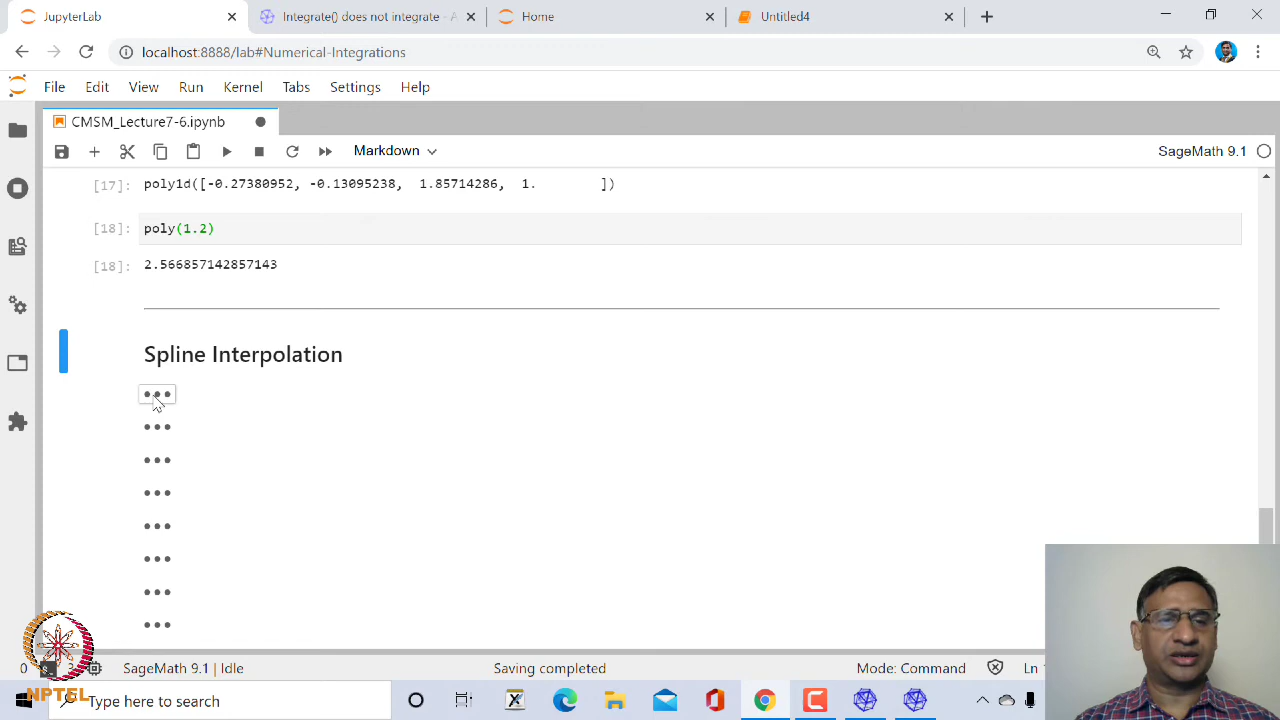 JupyterLab
Integrate() does not integrate - A
Home
Untitled4
localhost:8888/lab#Numerical-Integrations
File Edit View Run Kernel Tabs Settings Help
CMSM_Lecture7-6.ipynb
Markdown
SageMath 9.1
[17]: poly1d([-0.27380952, -0.13095238, 1.85714286, 1. ])
[18]: poly(1.2)
[18]: 2.566857142857143
Spline Interpolation
0
SageMath 9.1 | Idle
Saving completed
Mode: Command
Ln 1
NPTEL
Type here to search